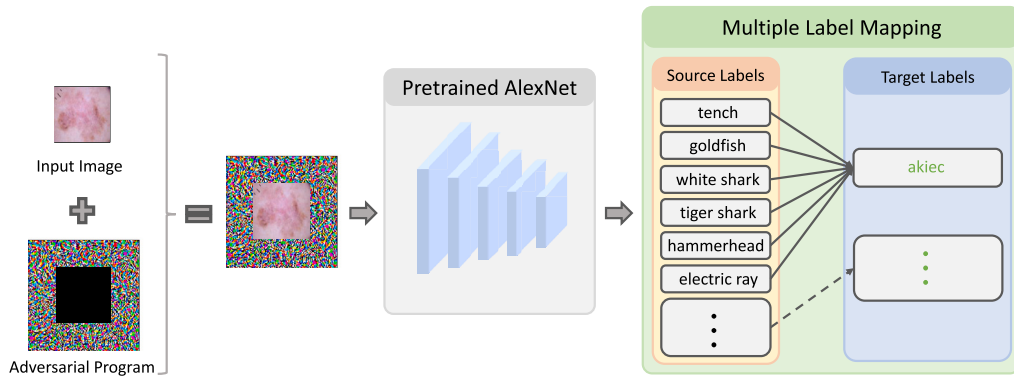 Input Image
Adversarial Program
Pretrained AlexNet
Multiple Label Mapping
Source Labels
tench
goldfish
white shark
tiger shark
hammerhead
electric ray
Target Labels
akiec